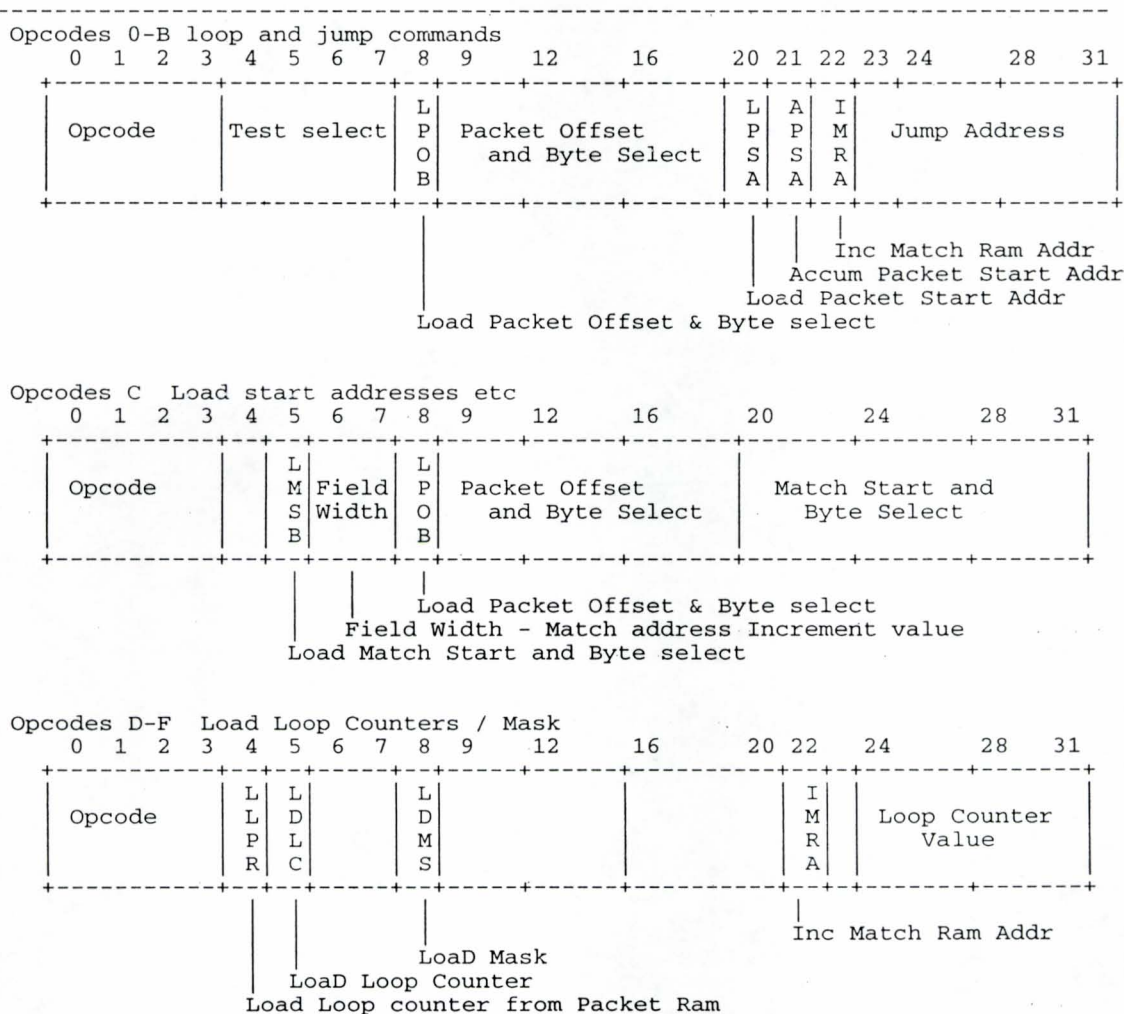 Opcodes 0-B loop and jump commands
0 1 2 3 4 5 6 7 8 9 12 16 20 21 22 23 24 28 31
L A I
L P P M
Opcode Test select P Packet Offset S S R Jump Address
O and Byte Select A A A
B
Inc Match Ram Addr
Accum Packet Start Addr
Load Packet Start Addr
Load Packet Offset & Byte select
Opcodes C Load start addresses etc
0 1 2 3 4 5 6 7 8 9 12 16 20 24 28 31
L L
Opcode M Field P Packet Offset Match Start and
S Width O and Byte Select Byte Select
B B
Load Packet Offset & Byte select
Field Width - Match address Increment value
Load Match Start and Byte select
Opcodes D-F Load Loop Counters / Mask
0 1 2 3 4 5 6 7 8 9 12 16 20 22 24 28 31
L L L I
Opcode L D D M Loop Counter
P L M R Value
R C S A
Inc Match Ram Addr
LoaD Mask
LoaD Loop Counter
Load Loop counter from Packet Ram